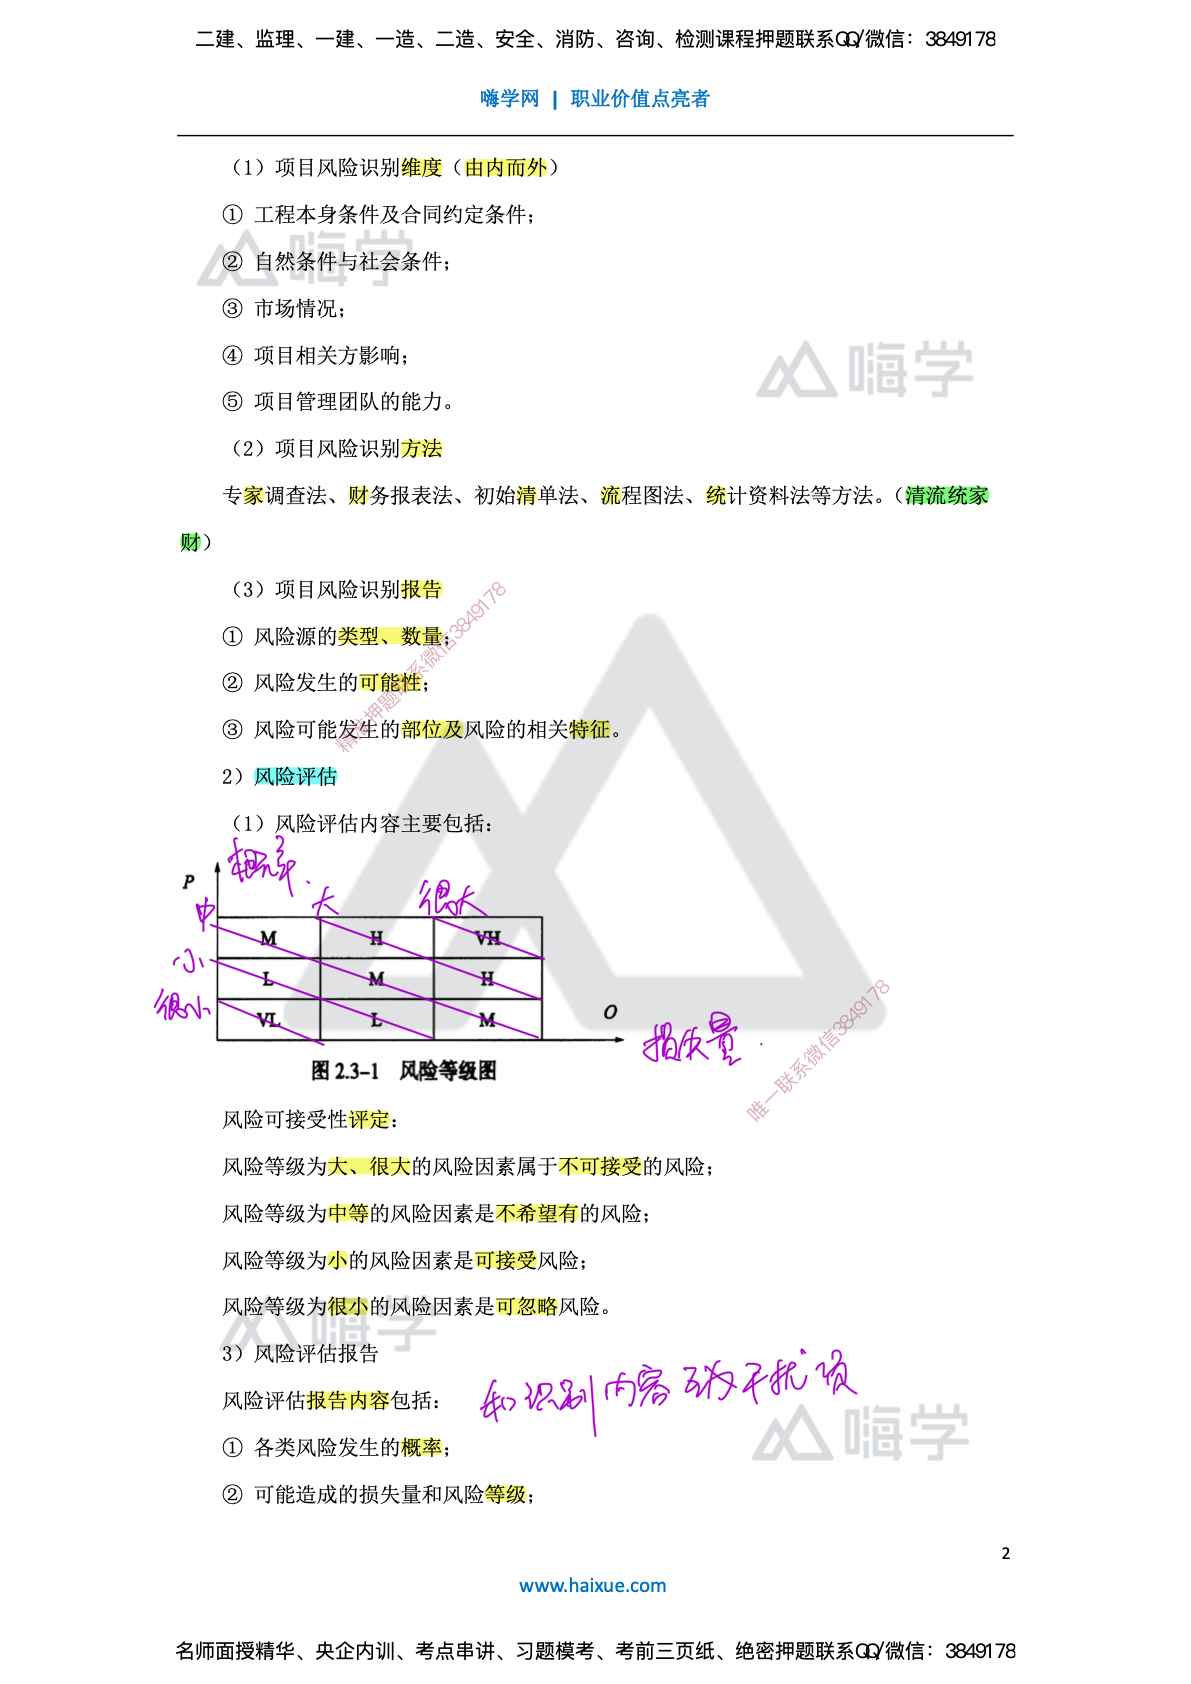 二建、监理、一建、一造、二造、安全、消防、咨询、检测课程押题联系QQ/微信：3849178
嗨学网 | 职业价值点亮者
（1）项目风险识别维度（由内而外）
① 工程本身条件及合同约定条件；
嗨学
② 自然条件与社会条件；
③ 市场情况；
④ 项目相关方影响；
嗨学
⑤ 项目管理团队的能力。
（2）项目风险识别方法
专家调查法、财务报表法、初始清单法、流程图法、统计资料法等方法。（清流统家
财）
（3）项目风险识别报告
① 风险源的类型、数量；
② 风险发生的可能性；
精准押题联系微信3849178
③ 风险可能发生的部位及风险的相关特征。
2）风险评估
（1）风险评估内容主要包括：
P 概率
中 大 很大
M H VH
小 L M H
很小 VL L M O
损失量
唯一联系微信3849178
图 2.3-1 风险等级图
风险可接受性评定：
风险等级为大、很大的风险因素属于不可接受的风险；
风险等级为中等的风险因素是不希望有的风险；
风险等级为小的风险因素是可接受风险；
风险等级为很小的风险因素是可忽略风险。
嗨学
3）风险评估报告
风险评估报告内容包括：
和识别内容互为干扰项
嗨学
① 各类风险发生的概率；
② 可能造成的损失量和风险等级；
2
www.haixue.com
名师面授精华、央企内训、考点串讲、习题模考、考前三页纸、绝密押题联系QQ/微信：3849178